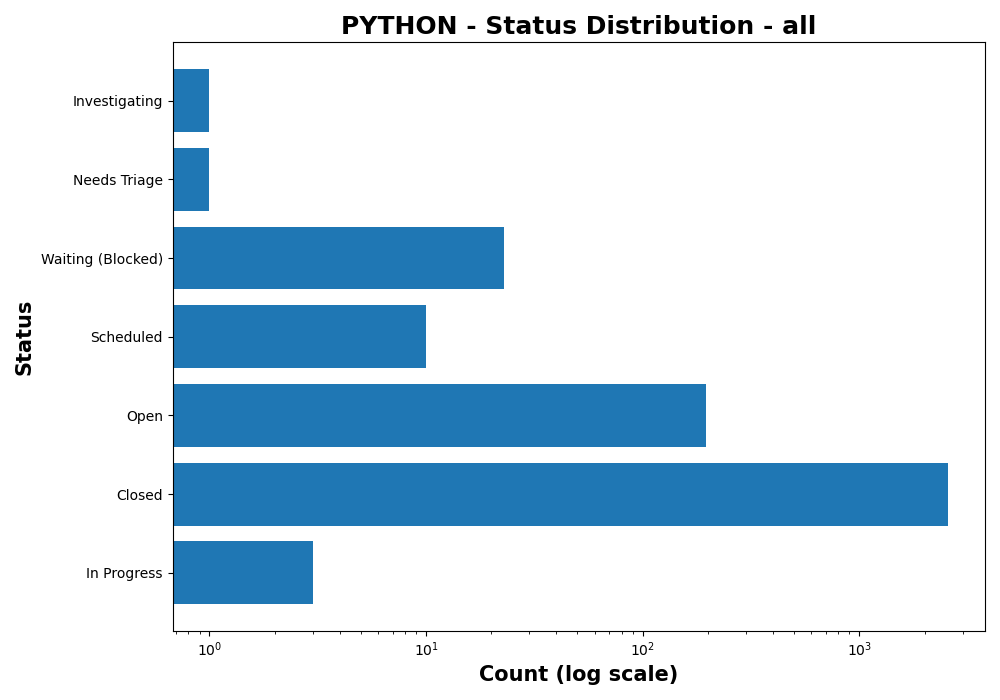 PYTHON - Status Distribution - all
Investigating
Needs Triage
Waiting (Blocked)
Scheduled
Open
Closed
In Progress
Status
10⁰ 10¹ 10² 10³
Count (log scale)